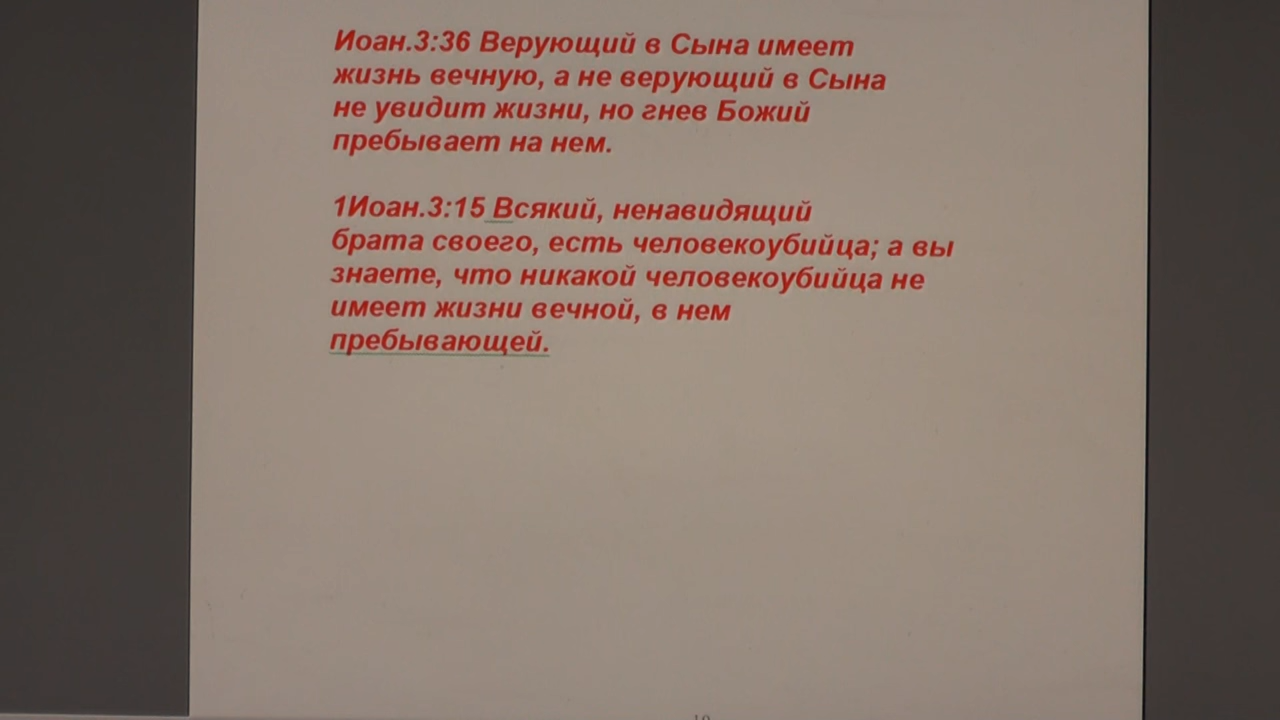 Иоан.3:36 Верующий в Сына имеет
жизнь вечную, а не верующий в Сына
не увидит жизни, но гнев Божий
пребывает на нем.
1Иоан.3:15 Всякий, ненавидящий
брата своего, есть человекоубийца; а вы
знаете, что никакой человекоубийца не
имеет жизни вечной, в нем
пребывающей.